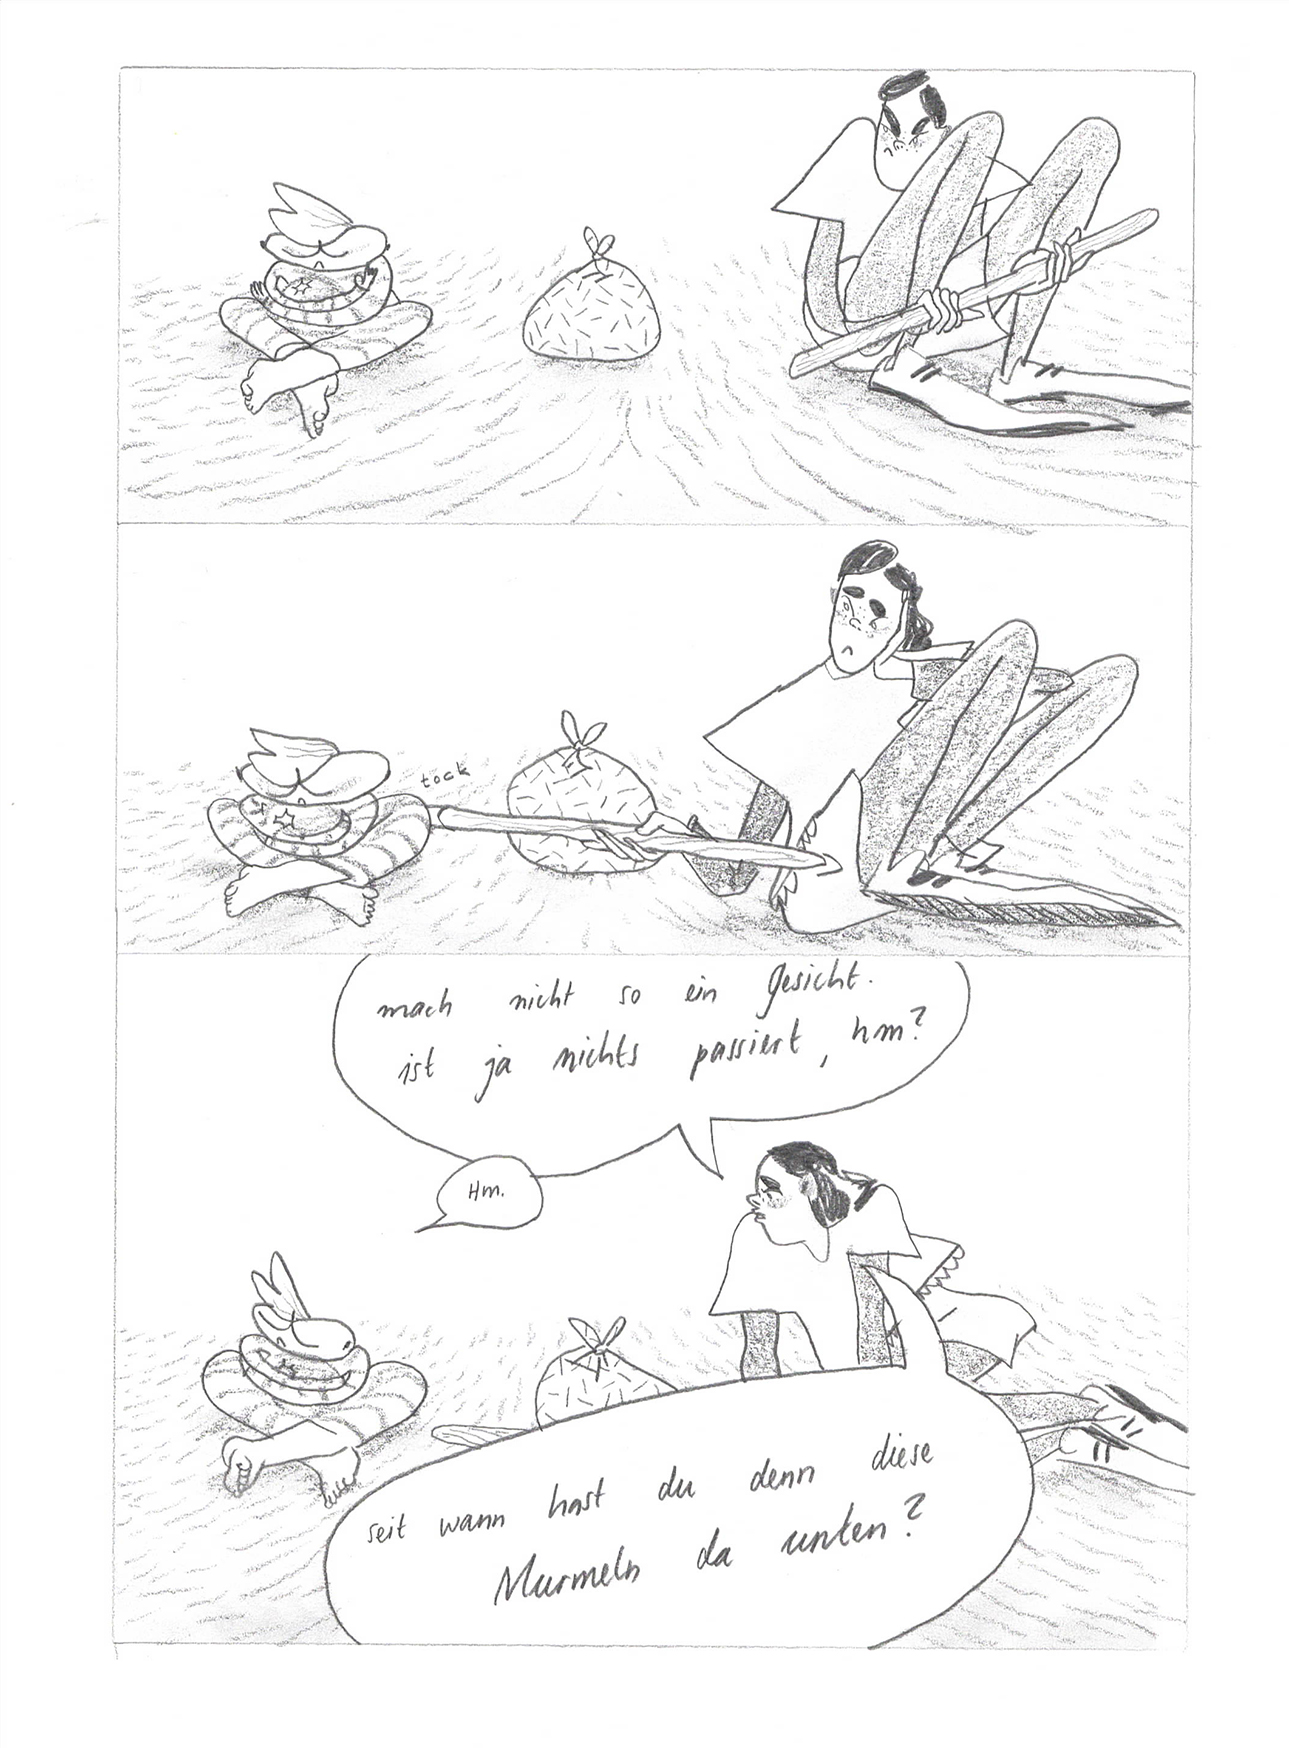 tock
mach nicht so ein Gesicht.
ist ja nichts passiert, hm?
Hm.
seit wann hast du denn diese
Murmeln da unten?